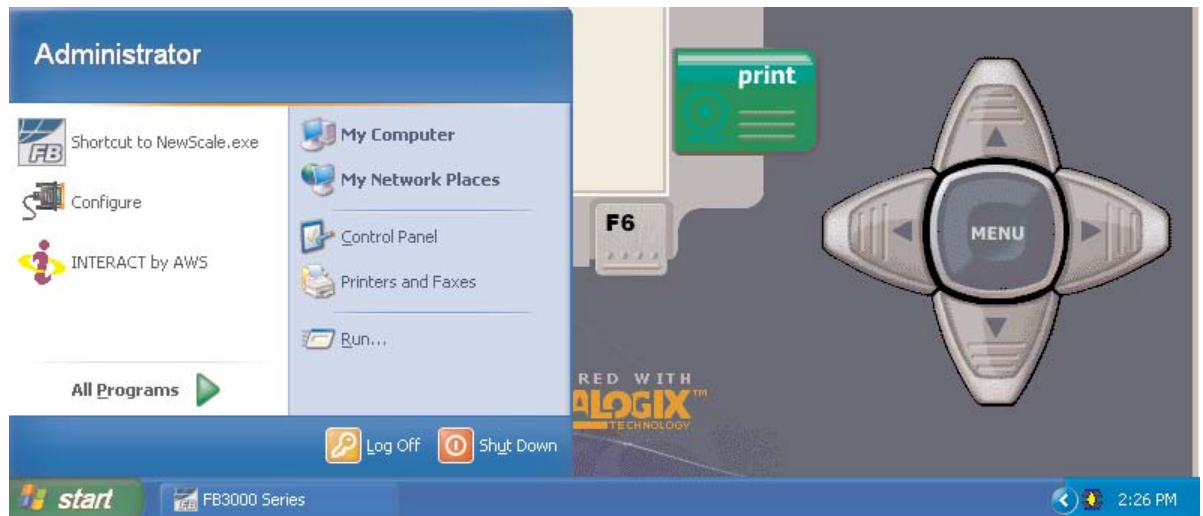 Administrator
Shortcut to NewScale.exe
Configure
INTERACT by AWS
All Programs
My Computer
My Network Places
Control Panel
Printers and Faxes
Run...
Log Off
Shut Down
print
F6
MENU
RED WITH
ALOGIX™
TECHNOLOGY
start
FB
FB3000 Series
2:26 PM